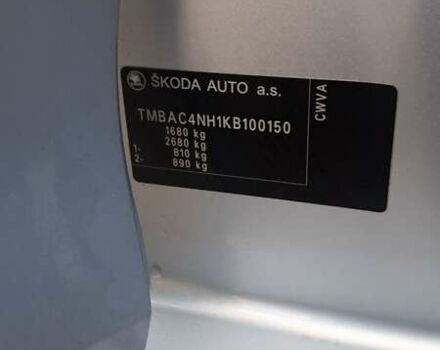 ŠKODA AUTO a.s.
TMBAC4NH1KB100150
1680 kg
2680 kg
1- 810 kg
2- 890 kg
CWVA